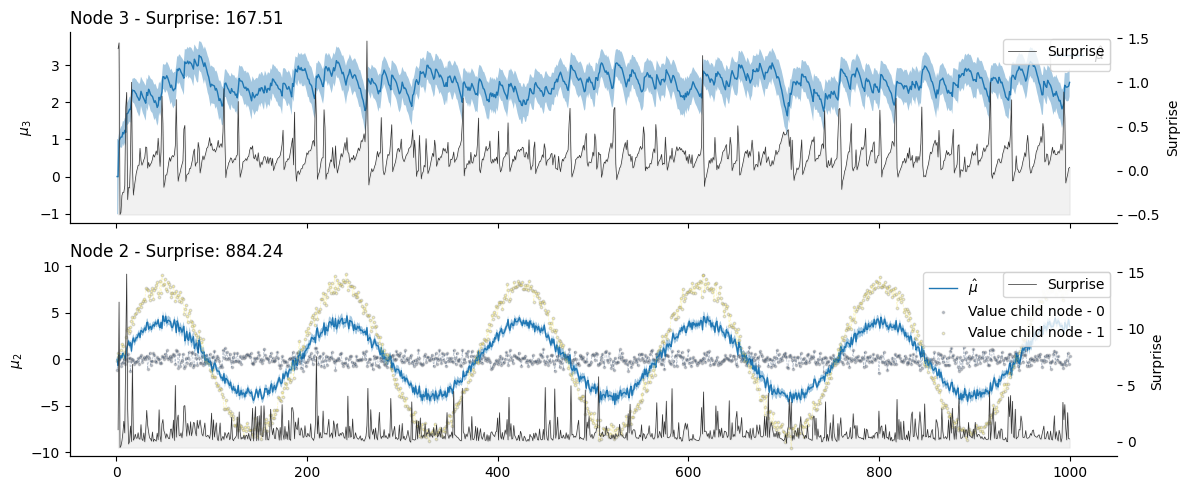 Node 3 - Surprise: 167.51
Surprise
μ̂
3
2
1
0
−1
μ₃
1.5
1.0
0.5
0.0
−0.5
Surprise
Node 2 - Surprise: 884.24
μ̂
Value child node - 0
Value child node - 1
Surprise
10
5
0
−5
−10
μ₂
15
10
5
0
Surprise
0
200
400
600
800
1000